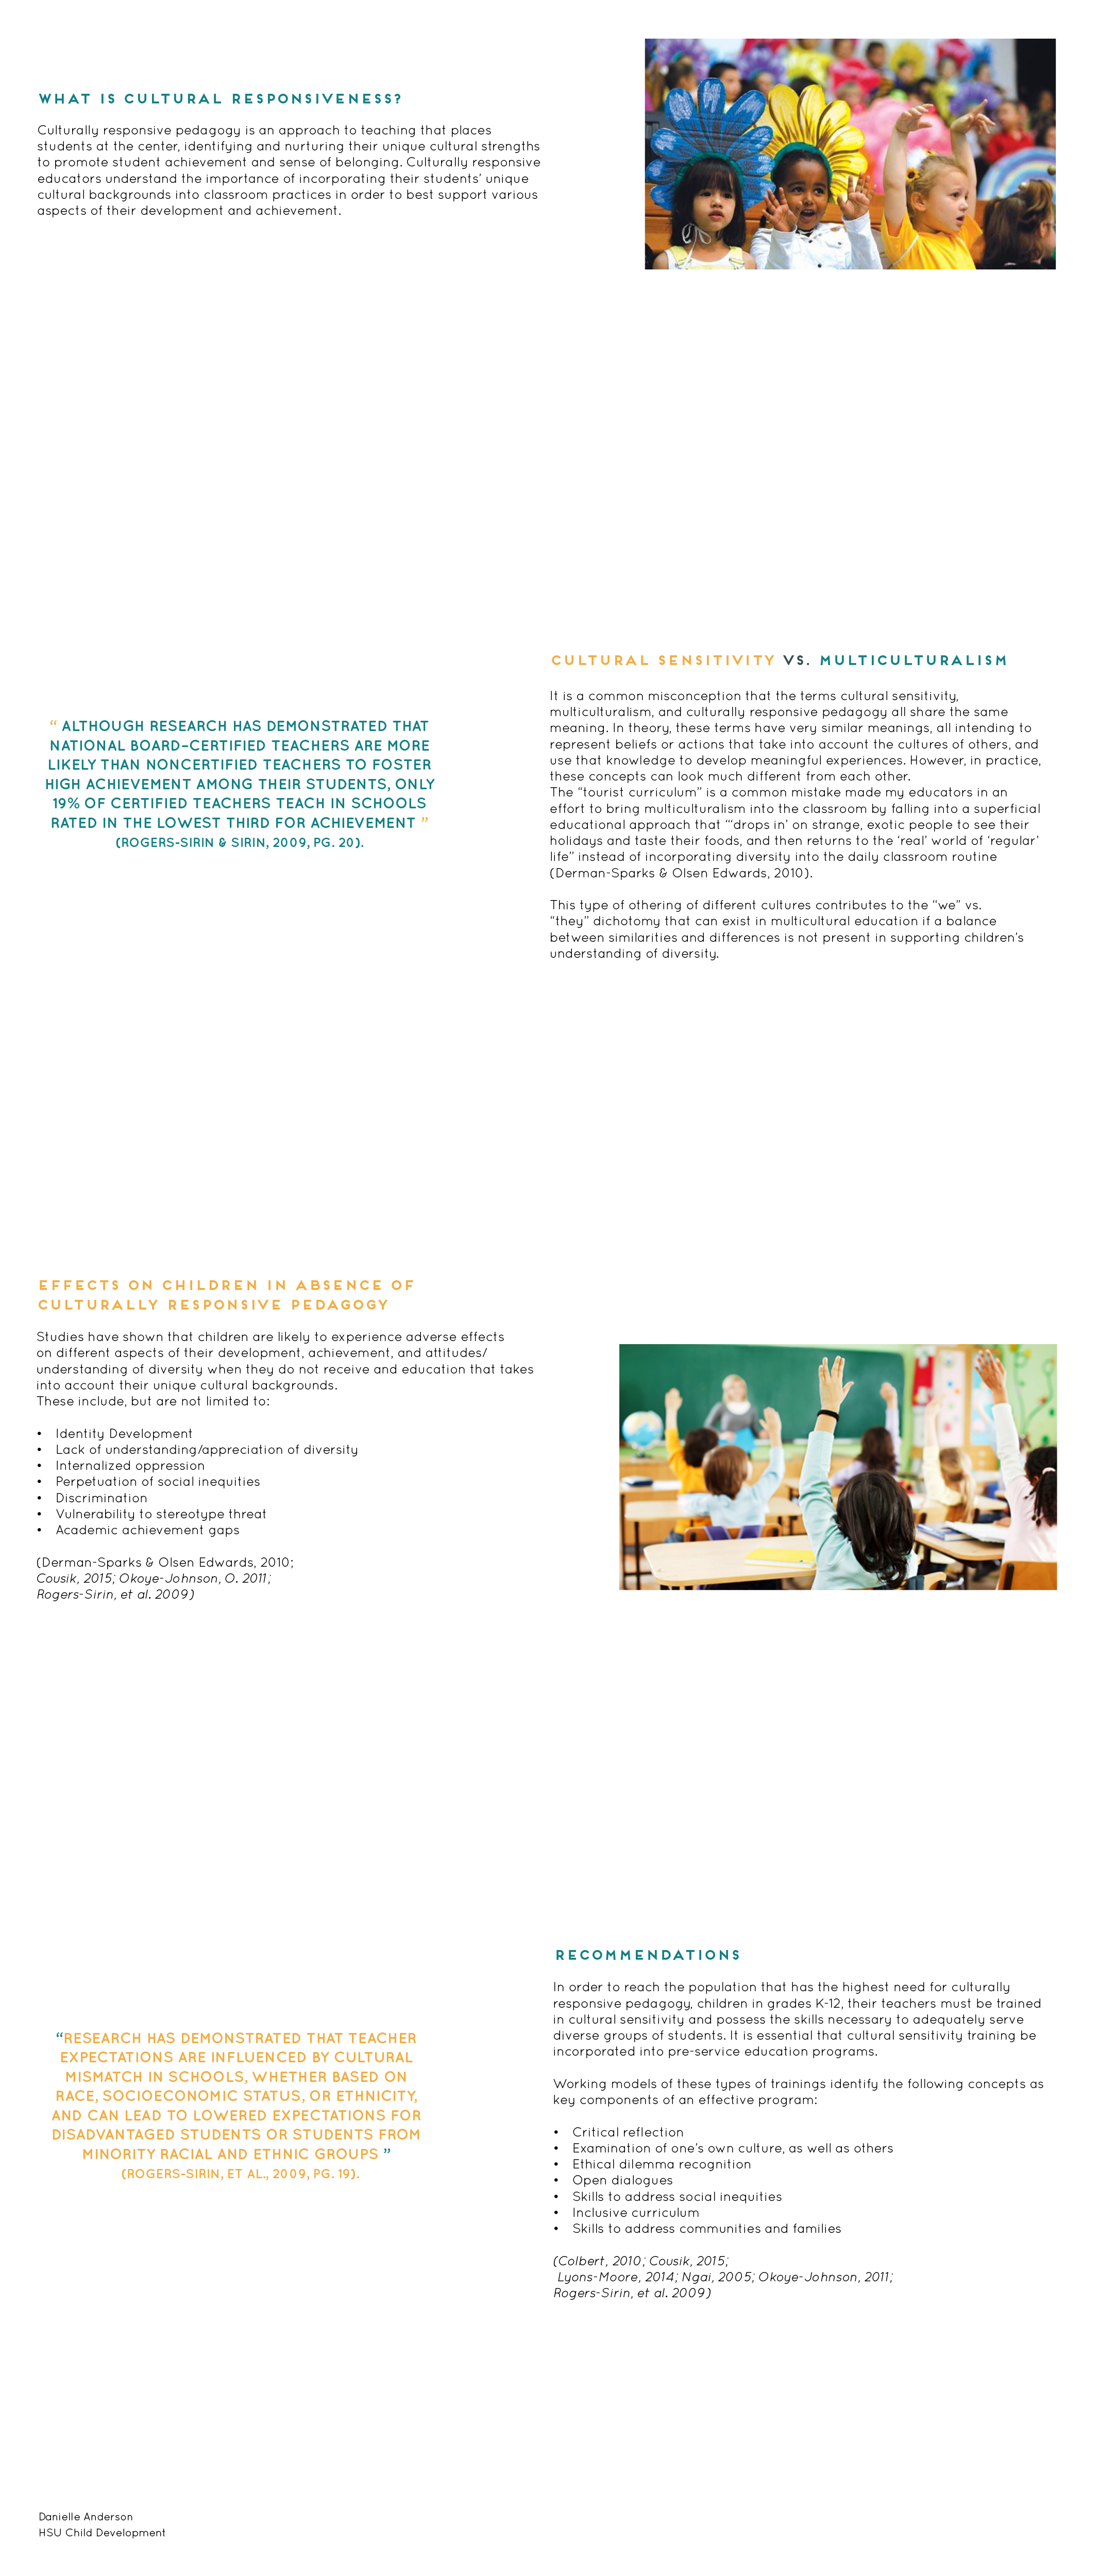 WHAT IS CULTURAL RESPONSIVENESS?
Culturally responsive pedagogy is an approach to teaching that places
students at the center, identifying and nurturing their unique cultural strengths
to promote student achievement and sense of belonging. Culturally responsive
educators understand the importance of incorporating their students’ unique
cultural backgrounds into classroom practices in order to best support various
aspects of their development and achievement.
“ ALTHOUGH RESEARCH HAS DEMONSTRATED THAT
NATIONAL BOARD-CERTIFIED TEACHERS ARE MORE
LIKELY THAN NONCERTIFIED TEACHERS TO FOSTER
HIGH ACHIEVEMENT AMONG THEIR STUDENTS, ONLY
19% OF CERTIFIED TEACHERS TEACH IN SCHOOLS
RATED IN THE LOWEST THIRD FOR ACHIEVEMENT ”
(ROGERS-SIRIN & SIRIN, 2009, PG. 20).
CULTURAL SENSITIVITY VS. MULTICULTURALISM
It is a common misconception that the terms cultural sensitivity,
multiculturalism, and culturally responsive pedagogy all share the same
meaning. In theory, these terms have very similar meanings, all intending to
represent beliefs or actions that take into account the cultures of others, and
use that knowledge to develop meaningful experiences. However, in practice,
these concepts can look much different from each other.
The “tourist curriculum” is a common mistake made my educators in an
effort to bring multiculturalism into the classroom by falling into a superficial
educational approach that “‘drops in’ on strange, exotic people to see their
holidays and taste their foods, and then returns to the ‘real’ world of ‘regular’
life” instead of incorporating diversity into the daily classroom routine
(Derman-Sparks & Olsen Edwards, 2010).
This type of othering of different cultures contributes to the “we” vs.
“they” dichotomy that can exist in multicultural education if a balance
between similarities and differences is not present in supporting children’s
understanding of diversity.
EFFECTS ON CHILDREN IN ABSENCE OF
CULTURALLY RESPONSIVE PEDAGOGY
Studies have shown that children are likely to experience adverse effects
on different aspects of their development, achievement, and attitudes/
understanding of diversity when they do not receive and education that takes
into account their unique cultural backgrounds.
These include, but are not limited to:
• Identity Development
• Lack of understanding/appreciation of diversity
• Internalized oppression
• Perpetuation of social inequities
• Discrimination
• Vulnerability to stereotype threat
• Academic achievement gaps
(Derman-Sparks & Olsen Edwards, 2010;
Cousik, 2015; Okoye-Johnson, O. 2011;
Rogers-Sirin, et al. 2009)
“RESEARCH HAS DEMONSTRATED THAT TEACHER
EXPECTATIONS ARE INFLUENCED BY CULTURAL
MISMATCH IN SCHOOLS, WHETHER BASED ON
RACE, SOCIOECONOMIC STATUS, OR ETHNICITY,
AND CAN LEAD TO LOWERED EXPECTATIONS FOR
DISADVANTAGED STUDENTS OR STUDENTS FROM
MINORITY RACIAL AND ETHNIC GROUPS ”
(ROGERS-SIRIN, ET AL., 2009, PG. 19).
RECOMMENDATIONS
In order to reach the population that has the highest need for culturally
responsive pedagogy, children in grades K-12, their teachers must be trained
in cultural sensitivity and possess the skills necessary to adequately serve
diverse groups of students. It is essential that cultural sensitivity training be
incorporated into pre-service education programs.
Working models of these types of trainings identify the following concepts as
key components of an effective program:
• Critical reflection
• Examination of one’s own culture, as well as others
• Ethical dilemma recognition
• Open dialogues
• Skills to address social inequities
• Inclusive curriculum
• Skills to address communities and families
(Colbert, 2010; Cousik, 2015;
Lyons-Moore, 2014; Ngai, 2005; Okoye-Johnson, 2011;
Rogers-Sirin, et al. 2009)
Danielle Anderson
HSU Child Development